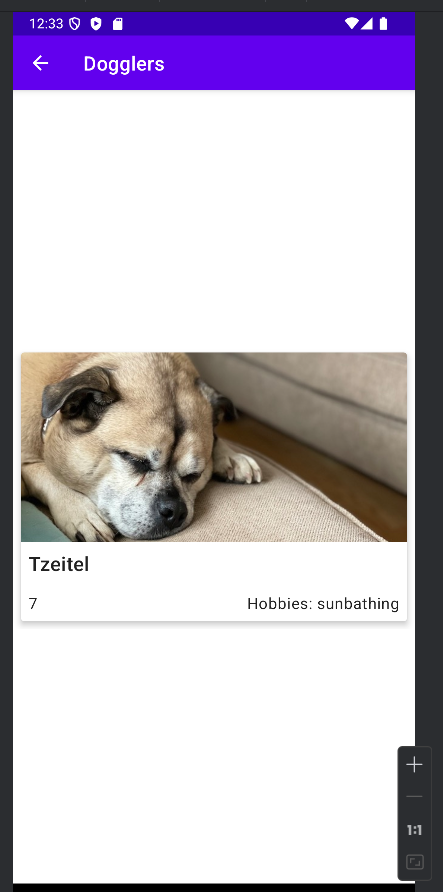 12:33
Dogglers
Tzeitel
7 Hobbies: sunbathing
1:1